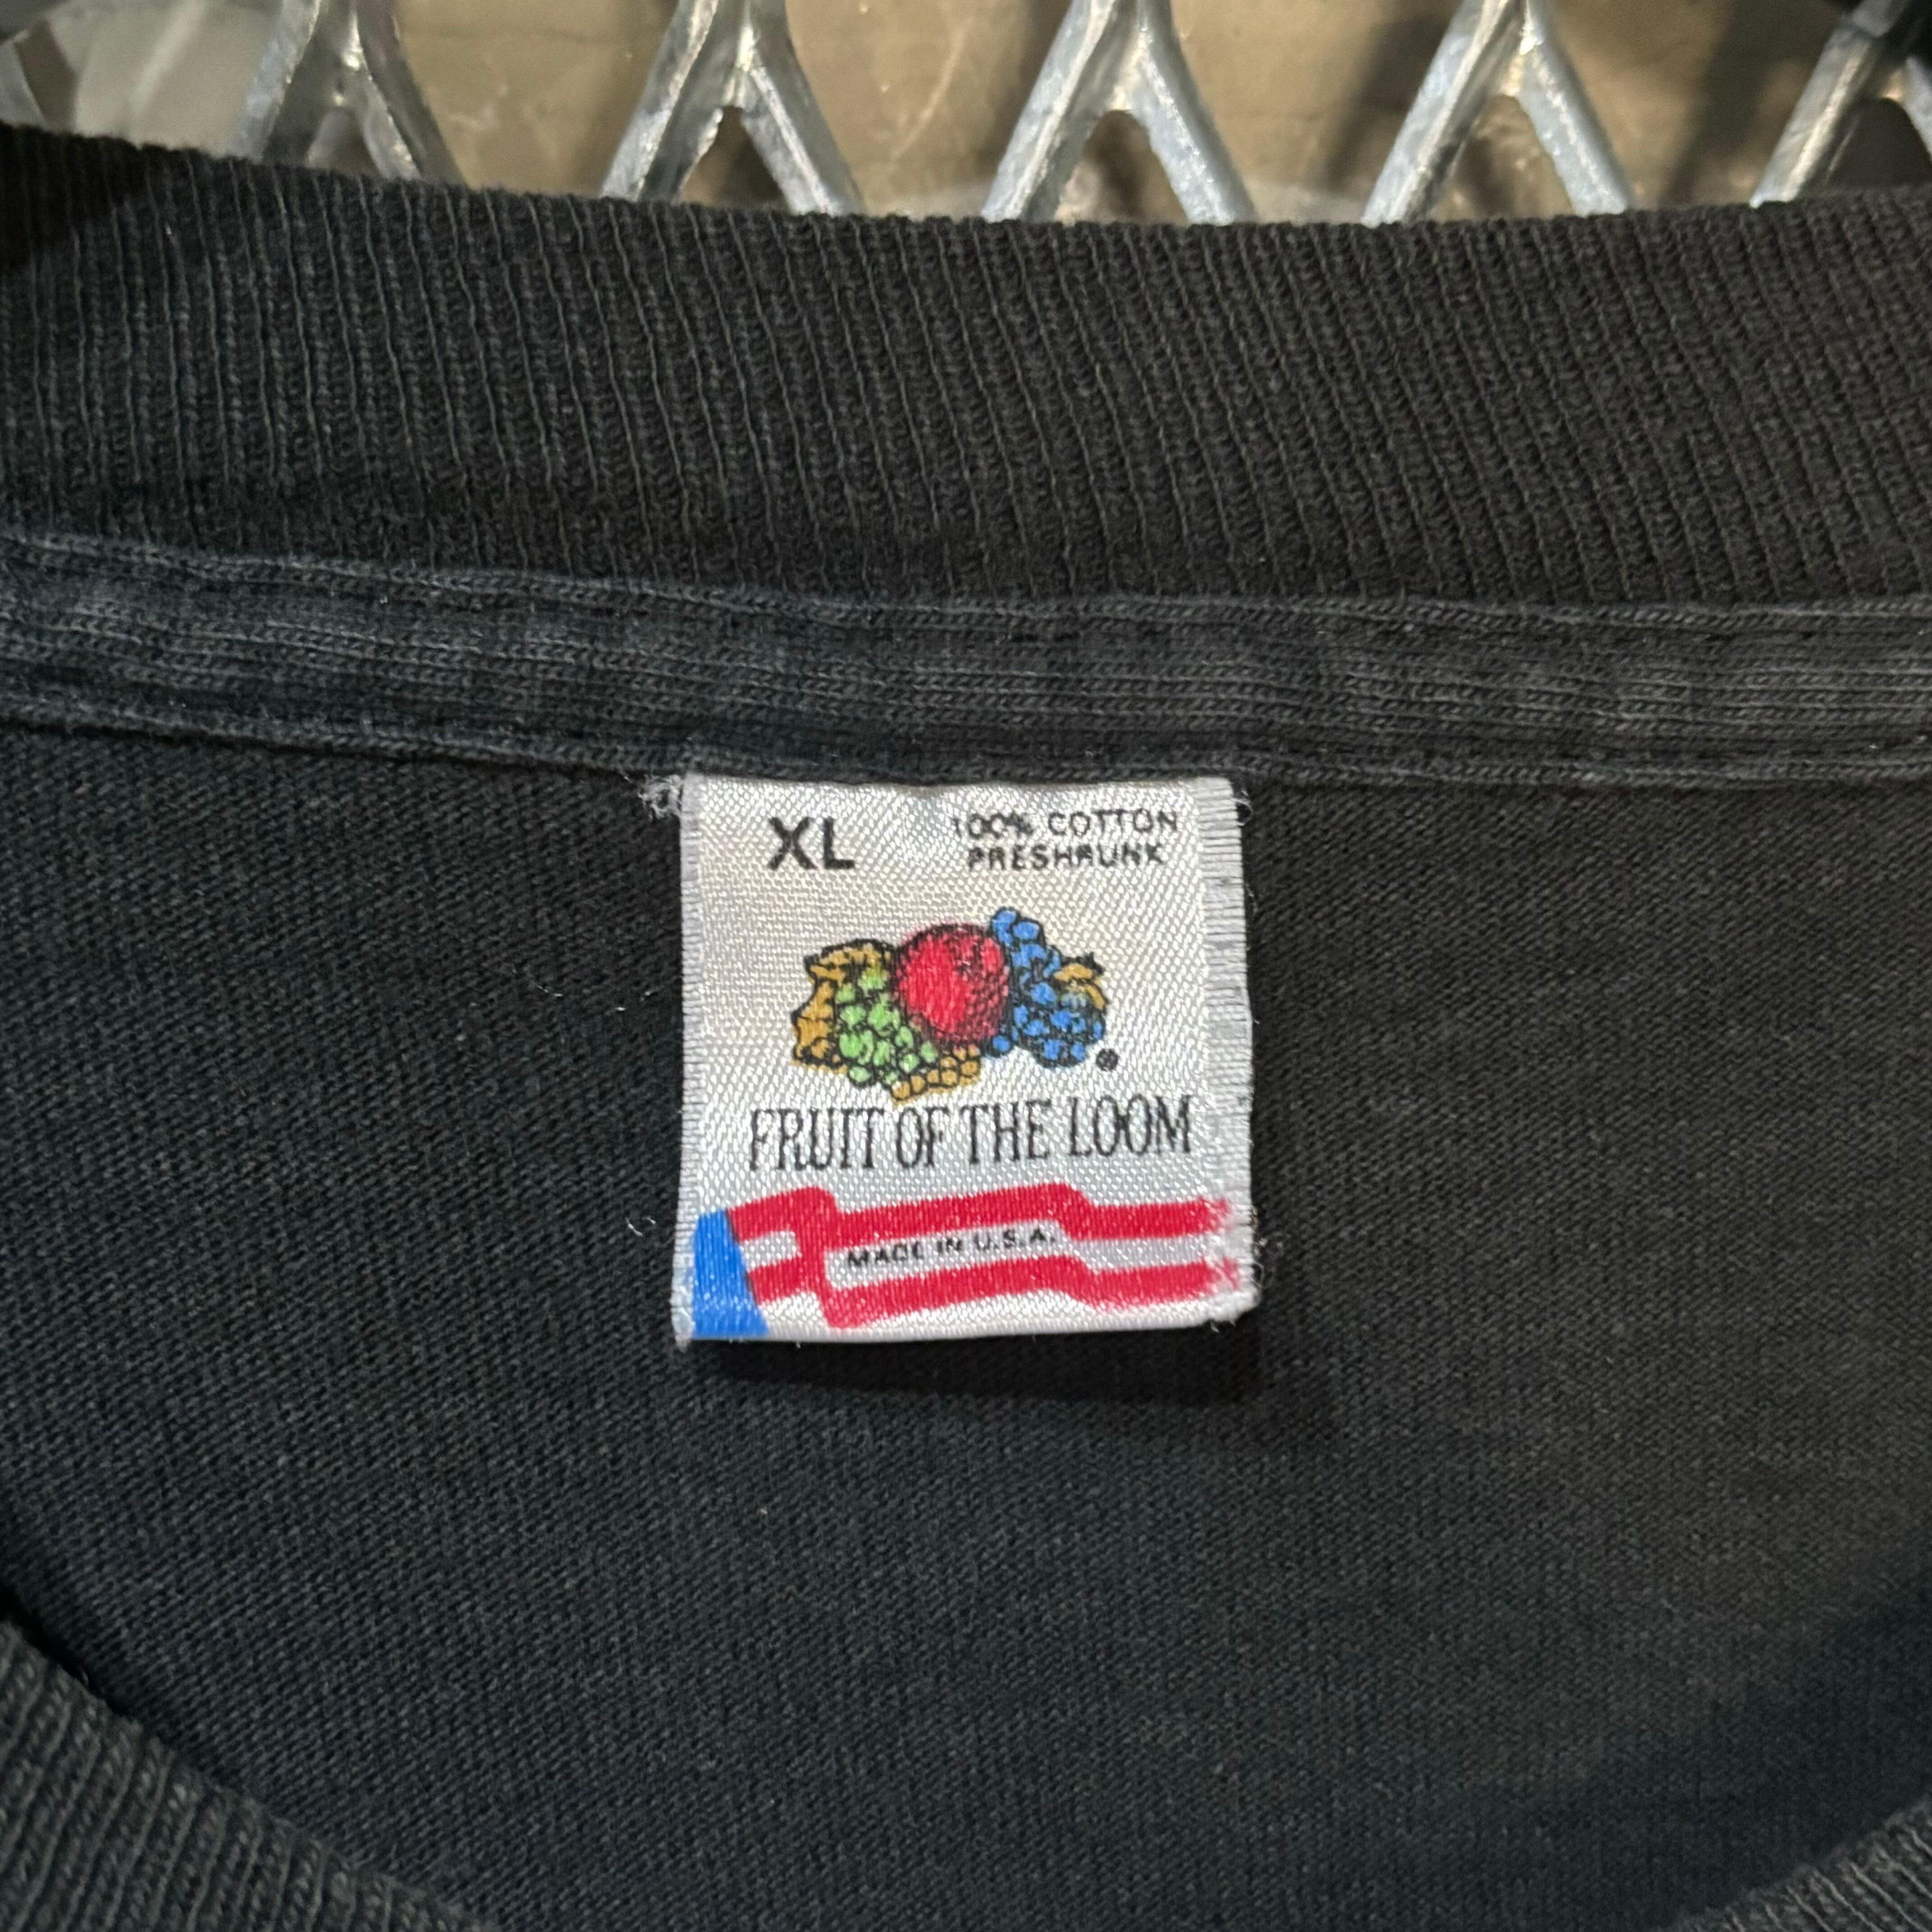 XL
100% COTTON
PRESHRUNK
FRUIT OF THE LOOM
MADE IN U.S.A.